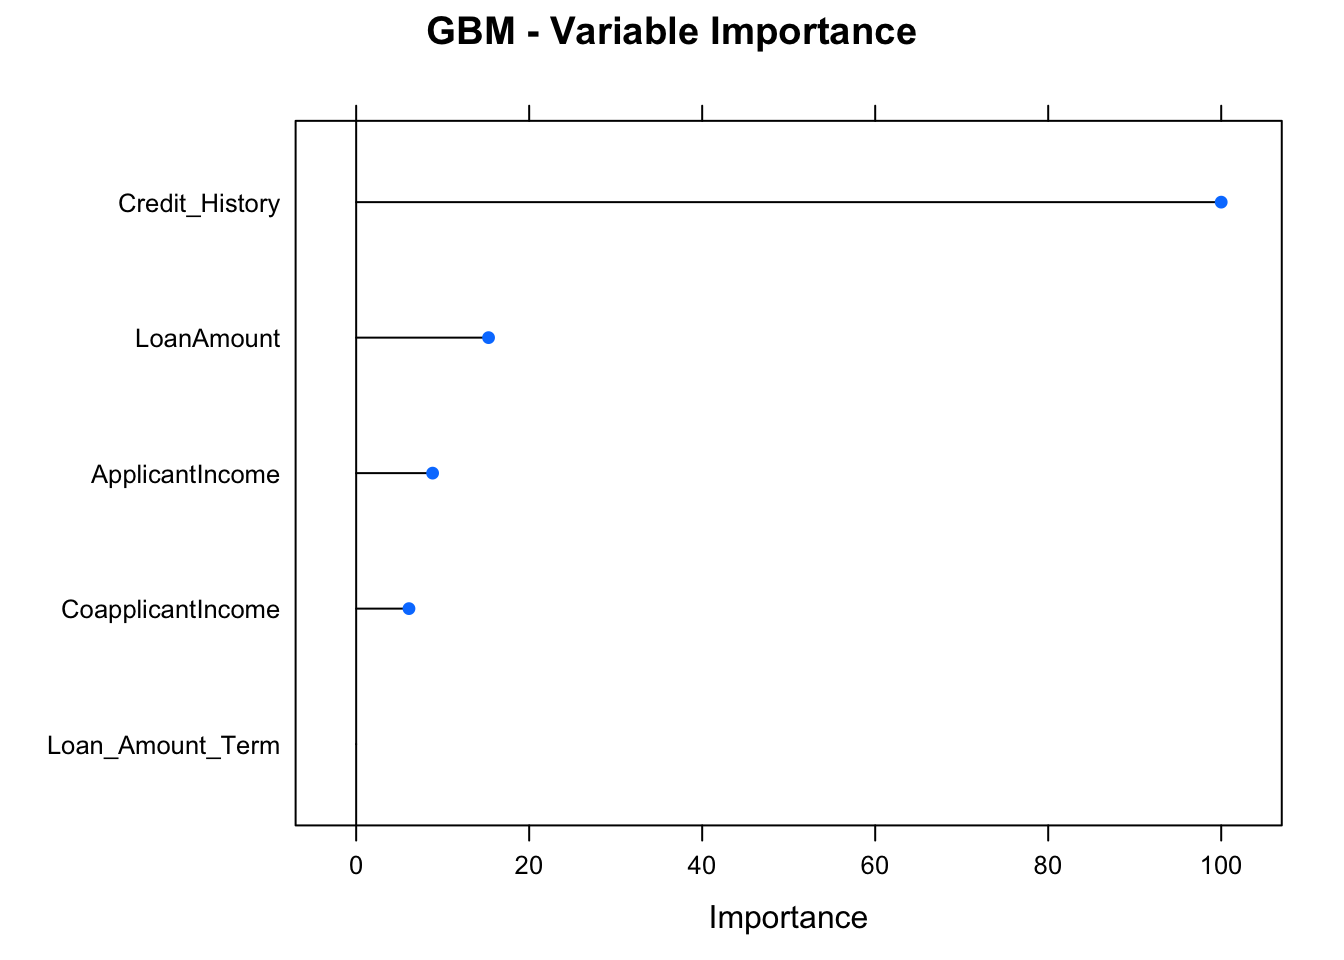 GBM - Variable Importance
Credit_History
LoanAmount
ApplicantIncome
CoapplicantIncome
Loan_Amount_Term
0 20 40 60 80 100
Importance